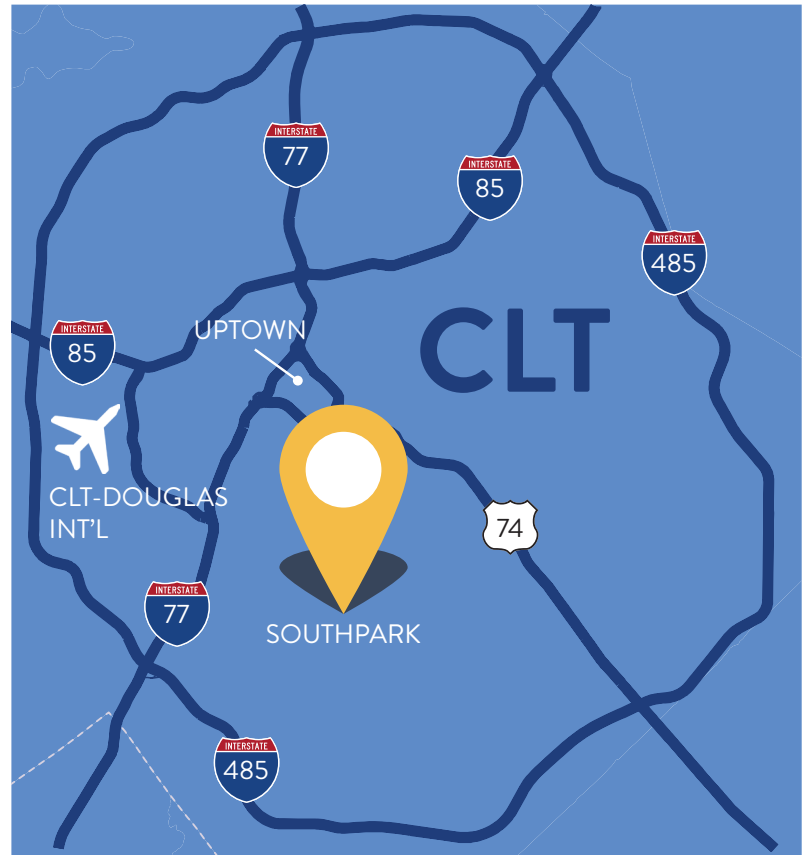 INTERSTATE
77
INTERSTATE
85
INTERSTATE
485
INTERSTATE
85
UPTOWN
CLT
CLT-DOUGLAS
INT'L
74
INTERSTATE
77
SOUTHPARK
INTERSTATE
485